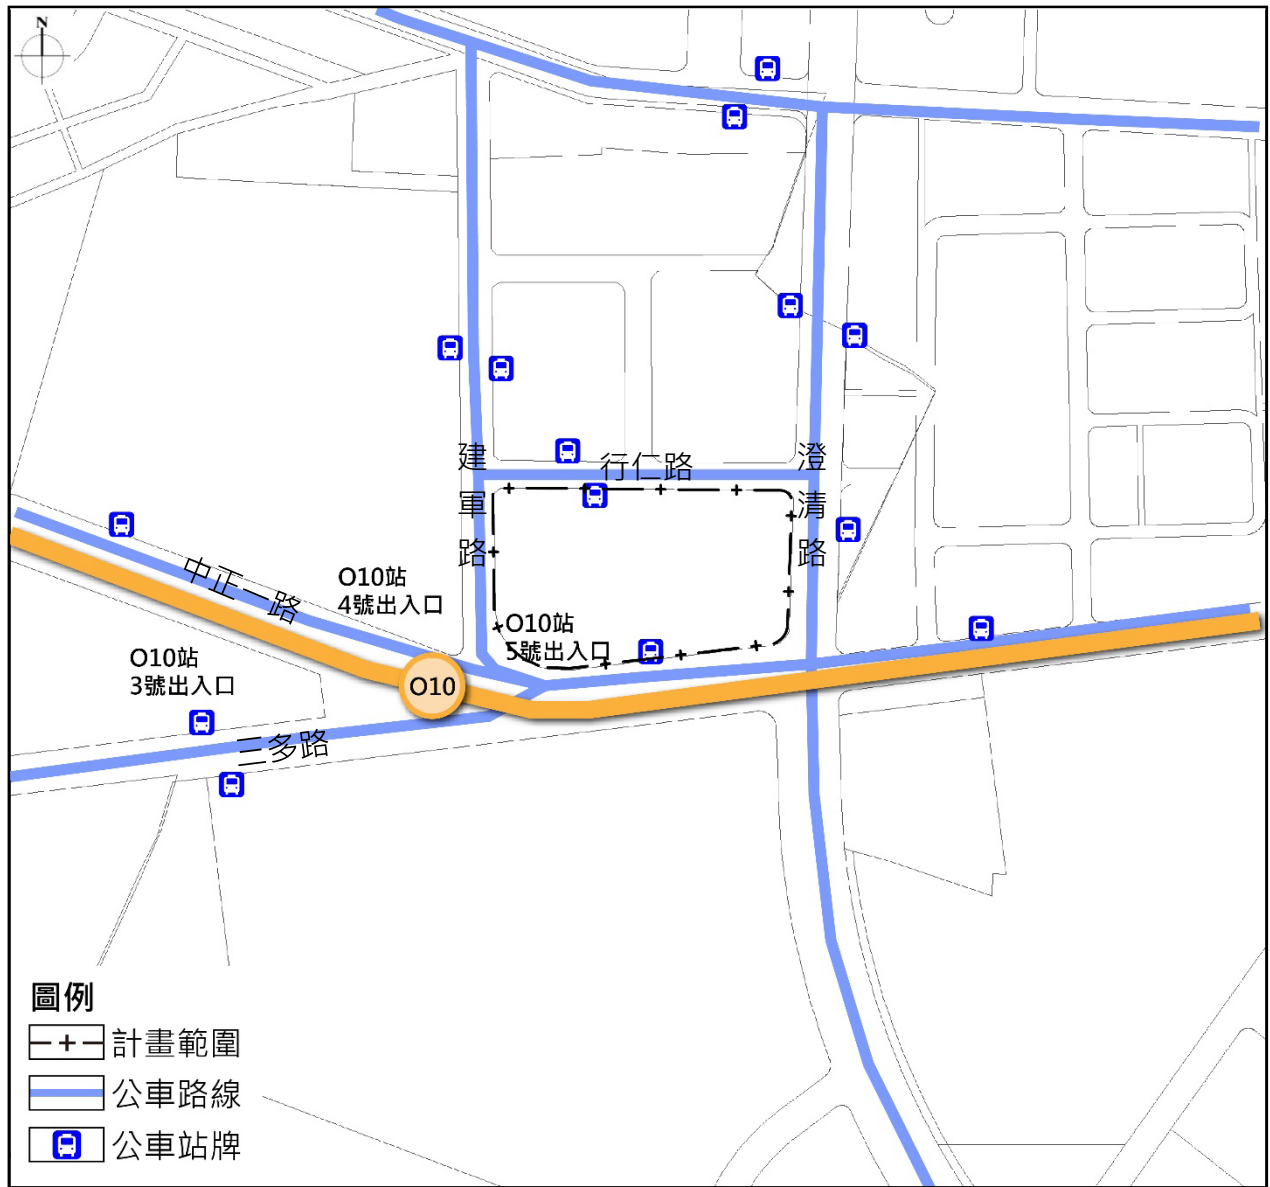 N
建軍路
行仁路
澄清路
中正一路
O10站
4號出入口
O10站
5號出入口
O10站
3號出入口
O10
三多路
圖例
計畫範圍
公車路線
公車站牌